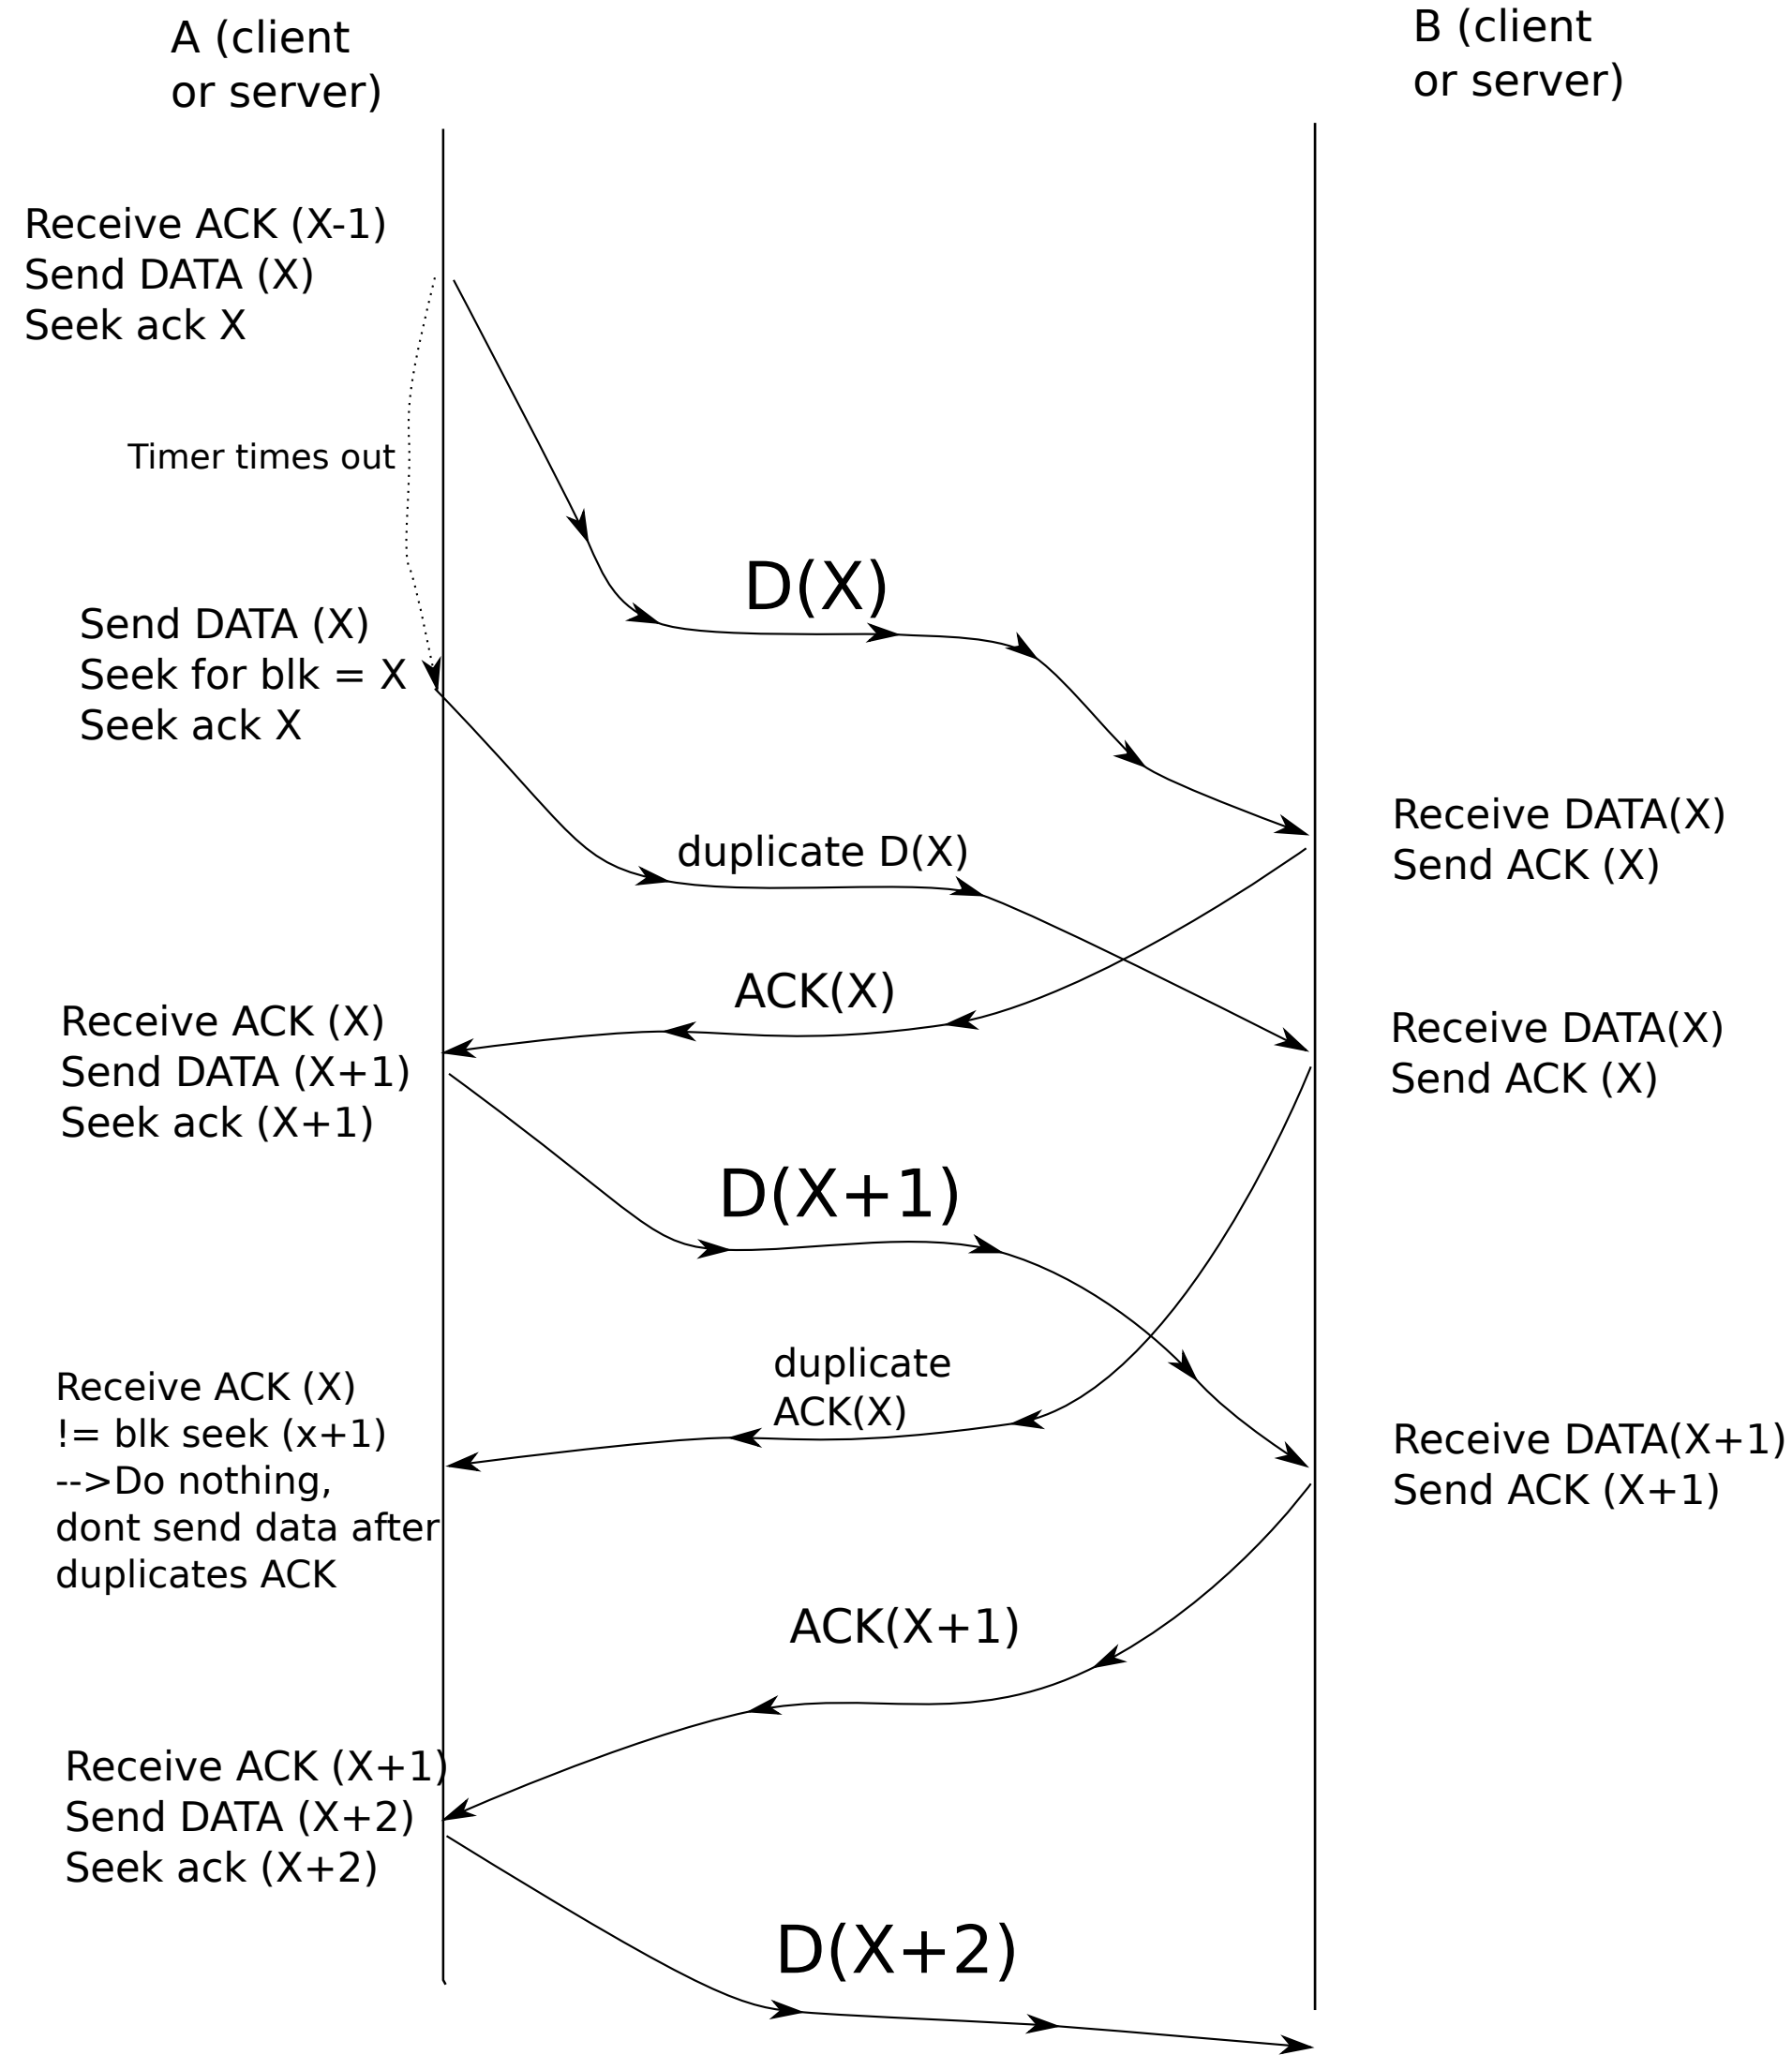 A (client
or server)
B (client
or server)
Receive ACK (X-1)
Send DATA (X)
Seek ack X
Timer times out
D(X)
Send DATA (X)
Seek for blk = X
Seek ack X
Receive DATA(X)
Send ACK (X)
duplicate D(X)
ACK(X)
Receive ACK (X)
Send DATA (X+1)
Seek ack (X+1)
Receive DATA(X)
Send ACK (X)
D(X+1)
duplicate
ACK(X)
Receive ACK (X)
!= blk seek (x+1)
-->Do nothing,
dont send data after
duplicates ACK
Receive DATA(X+1)
Send ACK (X+1)
ACK(X+1)
Receive ACK (X+1)
Send DATA (X+2)
Seek ack (X+2)
D(X+2)